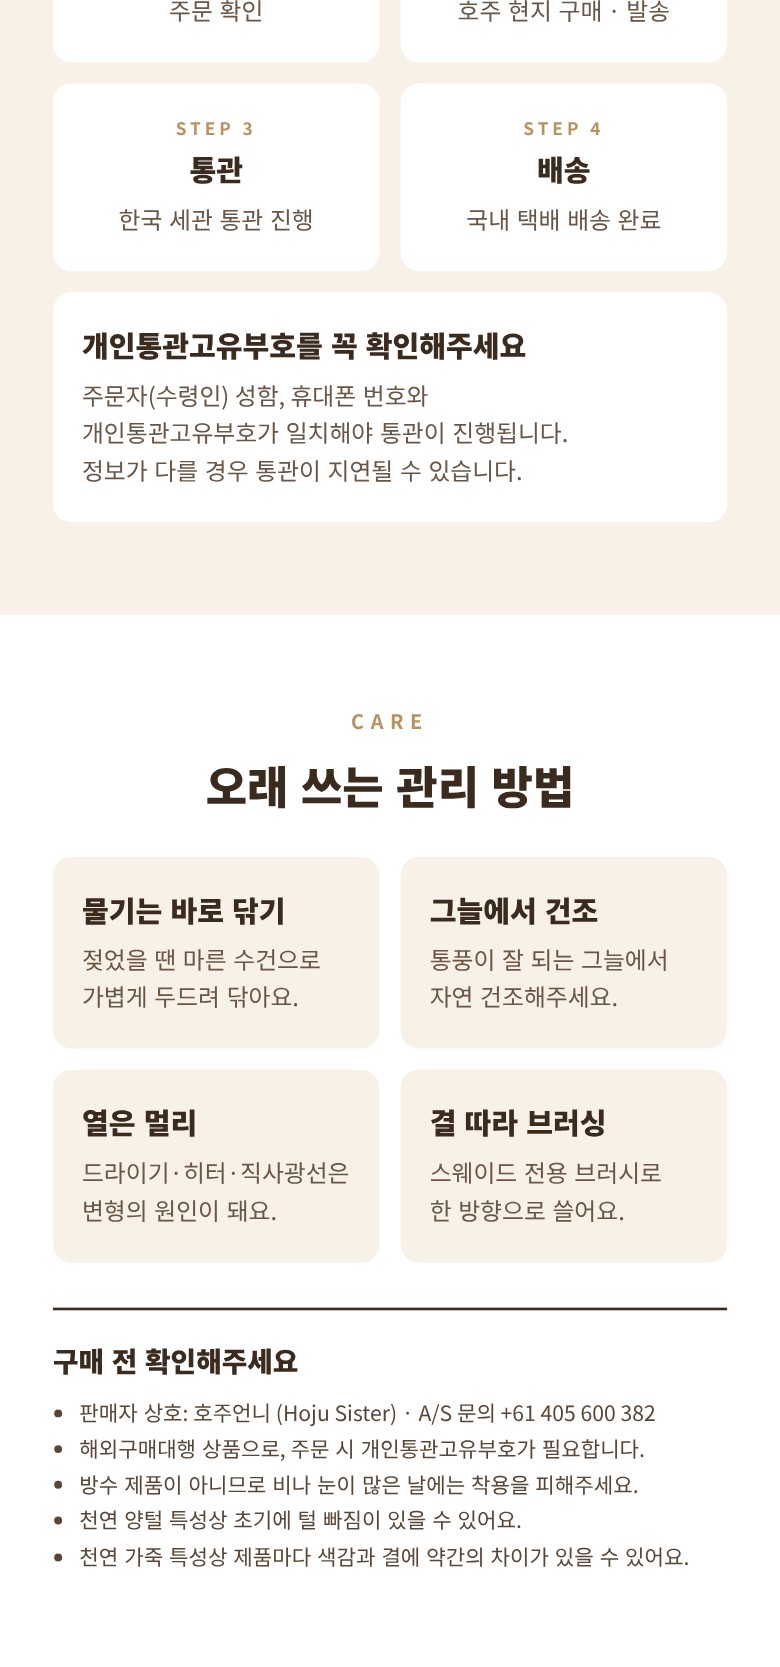 주문 확인
호주 현지 구매 · 발송
STEP 3
통관
한국 세관 통관 진행
STEP 4
배송
국내 택배 배송 완료
개인통관고유부호를 꼭 확인해주세요
주문자(수령인) 성함, 휴대폰 번호와
개인통관고유부호가 일치해야 통관이 진행됩니다.
정보가 다를 경우 통관이 지연될 수 있습니다.
CARE
오래 쓰는 관리 방법
물기는 바로 닦기
젖었을 땐 마른 수건으로
가볍게 두드려 닦아요.
그늘에서 건조
통풍이 잘 되는 그늘에서
자연 건조해주세요.
열은 멀리
드라이기·히터·직사광선은
변형의 원인이 돼요.
결 따라 브러싱
스웨이드 전용 브러시로
한 방향으로 쓸어요.
구매 전 확인해주세요
• 판매자 상호: 호주언니 (Hoju Sister) · A/S 문의 +61 405 600 382
• 해외구매대행 상품으로, 주문 시 개인통관고유부호가 필요합니다.
• 방수 제품이 아니므로 비나 눈이 많은 날에는 착용을 피해주세요.
• 천연 양털 특성상 초기에 털 빠짐이 있을 수 있어요.
• 천연 가죽 특성상 제품마다 색감과 결에 약간의 차이가 있을 수 있어요.